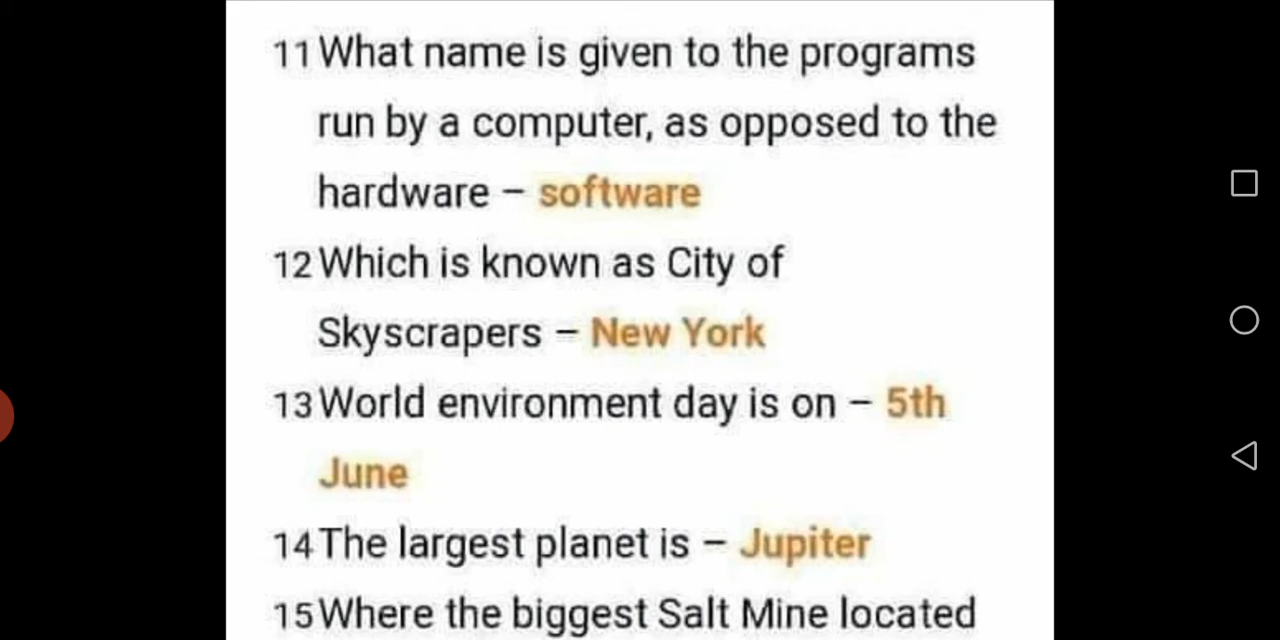 11 What name is given to the programs
run by a computer, as opposed to the
hardware – software
12 Which is known as City of
Skyscrapers – New York
13 World environment day is on – 5th
June
14 The largest planet is – Jupiter
15 Where the biggest Salt Mine located